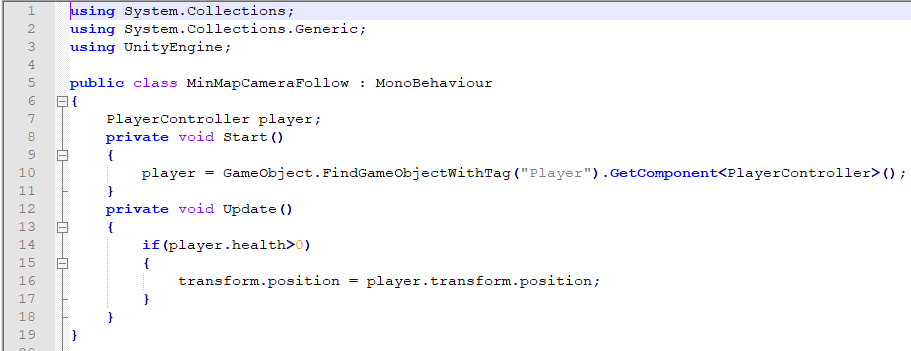 1 using System.Collections;
2 using System.Collections.Generic;
3 using UnityEngine;
4
5 public class MinMapCameraFollow : MonoBehaviour
6 {
7 PlayerController player;
8 private void Start()
9 {
10 player = GameObject.FindGameObjectWithTag("Player").GetComponent<PlayerController>();
11 }
12 private void Update()
13 {
14 if(player.health>0)
15 {
16 transform.position = player.transform.position;
17 }
18 }
19 }